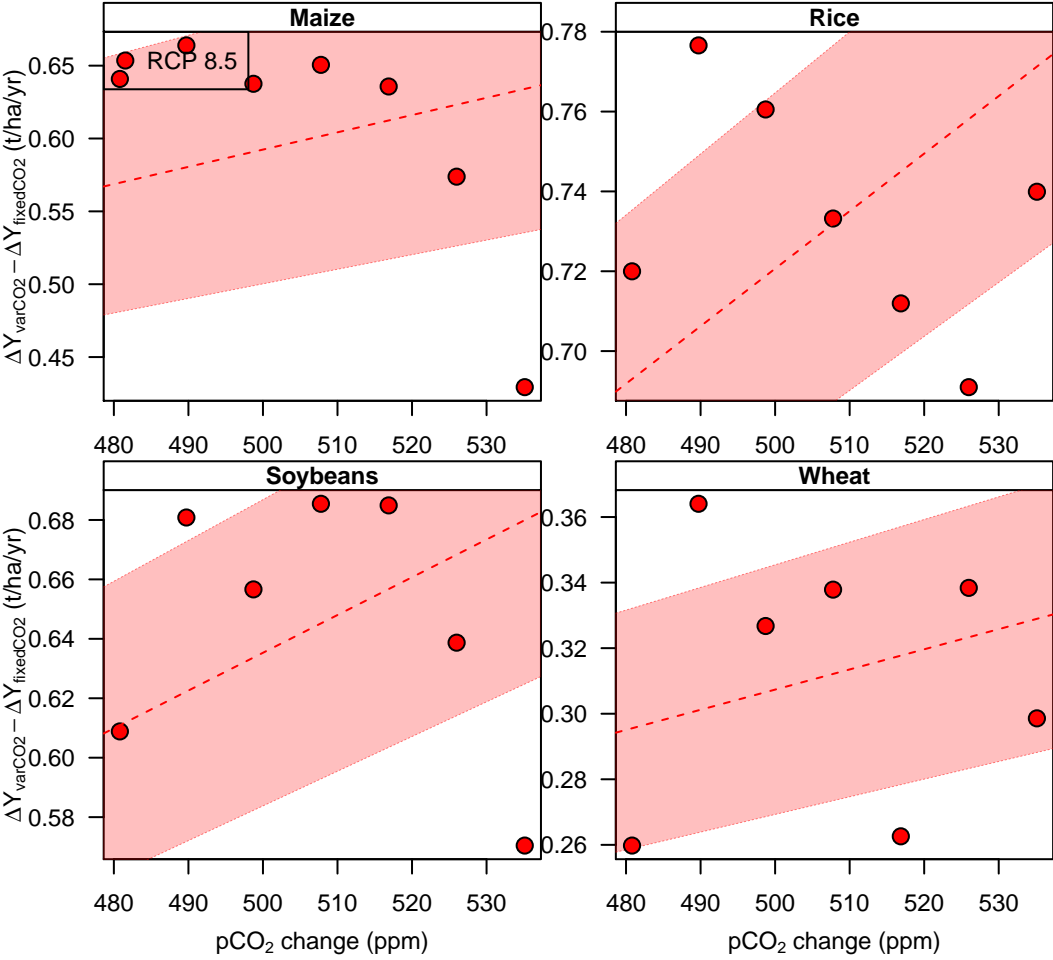 Maize
Rice
RCP 8.5
ΔY_varCO2 − ΔY_fixedCO2 (t/ha/yr)
0.65
0.60
0.55
0.50
0.45
0.78
0.76
0.74
0.72
0.70
480 490 500 510 520 530
480 490 500 510 520 530
Soybeans
Wheat
ΔY_varCO2 − ΔY_fixedCO2 (t/ha/yr)
0.68
0.66
0.64
0.62
0.60
0.58
0.36
0.34
0.32
0.30
0.28
0.26
480 490 500 510 520 530
480 490 500 510 520 530
pCO₂ change (ppm)
pCO₂ change (ppm)